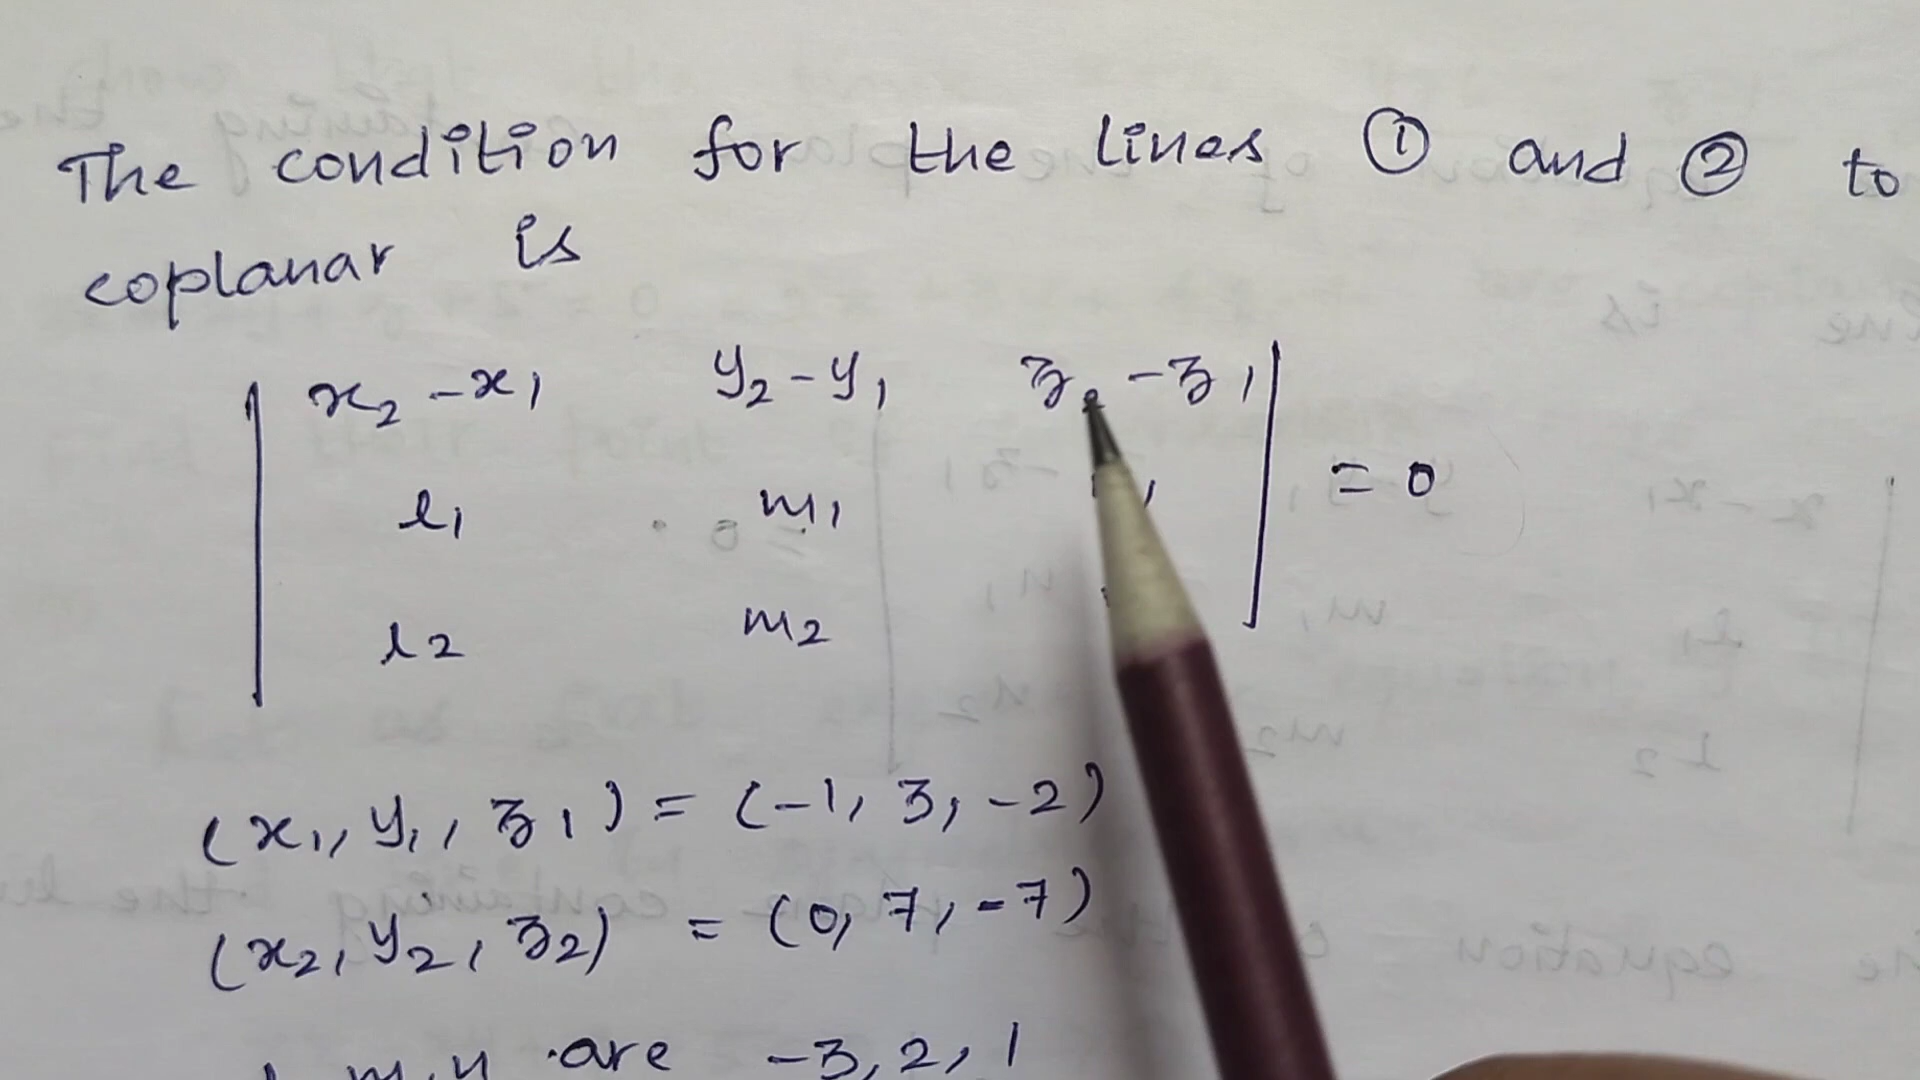 The condition for the lines ① and ② to
coplanar is
| x₂ - x₁ y₂ - y₁ z₂ - z₁ |
| l₁ m₁ | = 0
| l₂ m₂ |
(x₁, y₁, z₁) = (-1, 3, -2)
(x₂, y₂, z₂) = (0, 7, -7)
are -3, 2, 1